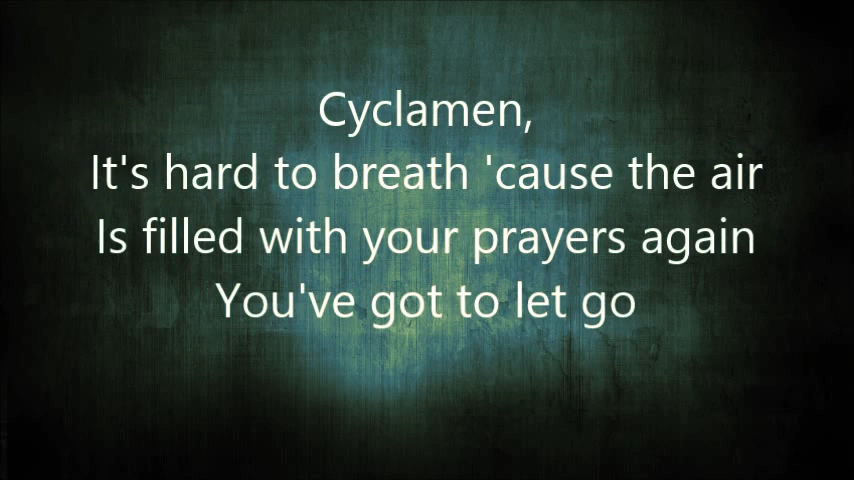 Cyclamen,
It's hard to breath 'cause the air
Is filled with your prayers again
You've got to let go